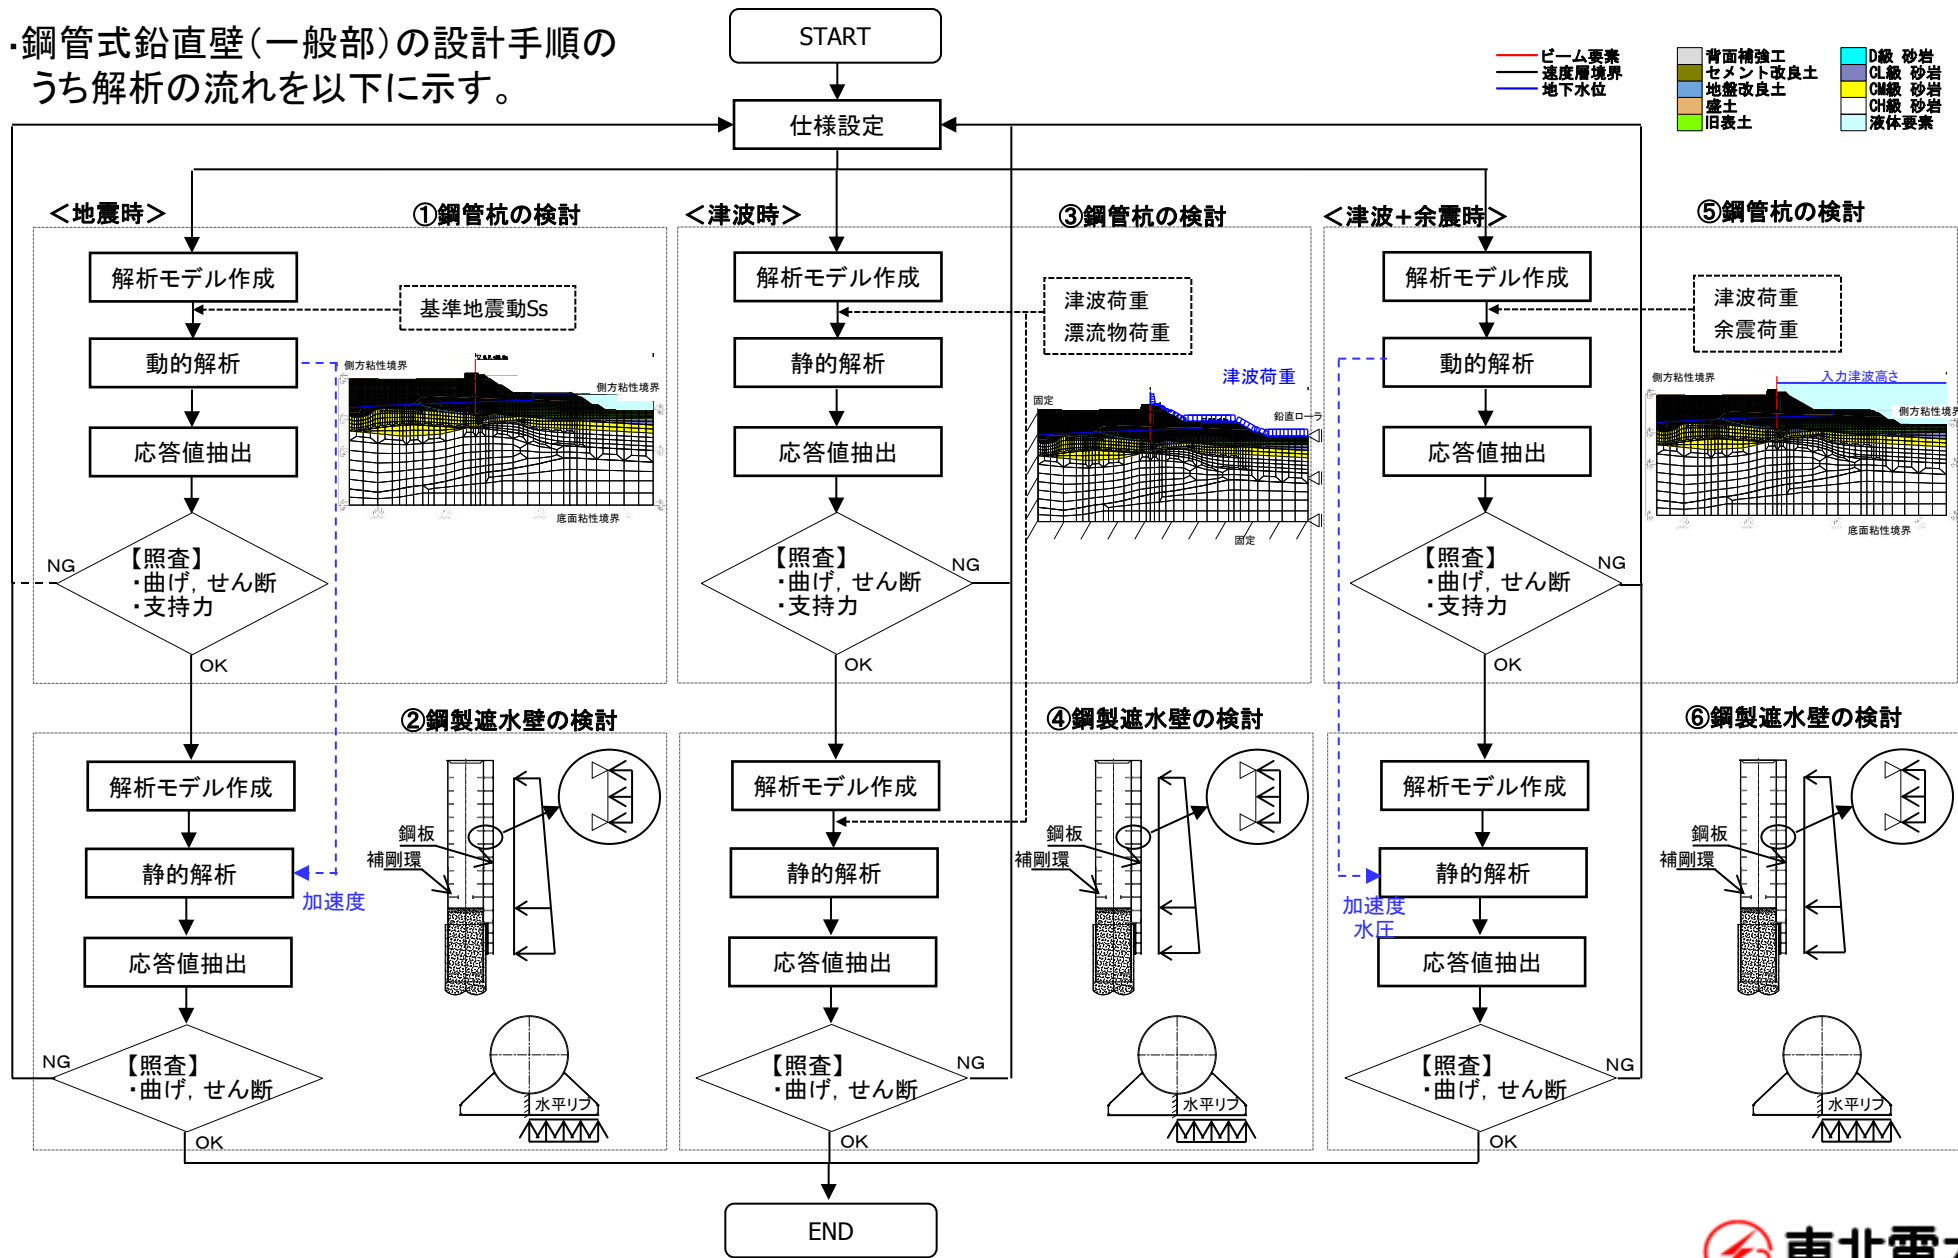 ・鋼管式鉛直壁(一般部)の設計手順の
うち解析の流れを以下に示す。
START
仕様設定
ビーム要素
速度層境界
地下水位
背面補強工
セメント改良土
地盤改良土
盛土
旧表土
D級 砂岩
CL級 砂岩
CM級 砂岩
CH級 砂岩
液体要素
＜地震時＞
①鋼管杭の検討
解析モデル作成
基準地震動Ss
動的解析
応答値抽出
側方粘性境界
側方粘性境界
底面粘性境界
【照査】
・曲げ, せん断
・支持力
NG
OK
②鋼製遮水壁の検討
解析モデル作成
静的解析
加速度
応答値抽出
鋼板
補剛環
【照査】
・曲げ, せん断
NG
OK
水平リブ
＜津波時＞
③鋼管杭の検討
解析モデル作成
津波荷重
漂流物荷重
静的解析
応答値抽出
津波荷重
固定
鉛直ローラ
固定
【照査】
・曲げ, せん断
・支持力
NG
OK
④鋼製遮水壁の検討
解析モデル作成
静的解析
応答値抽出
鋼板
補剛環
【照査】
・曲げ, せん断
NG
OK
水平リブ
＜津波+余震時＞
⑤鋼管杭の検討
解析モデル作成
津波荷重
余震荷重
動的解析
応答値抽出
側方粘性境界
入力津波高さ
側方粘性境界
底面粘性境界
【照査】
・曲げ, せん断
・支持力
NG
OK
⑥鋼製遮水壁の検討
解析モデル作成
静的解析
加速度
水圧
応答値抽出
鋼板
補剛環
【照査】
・曲げ, せん断
NG
OK
水平リブ
END
東北電